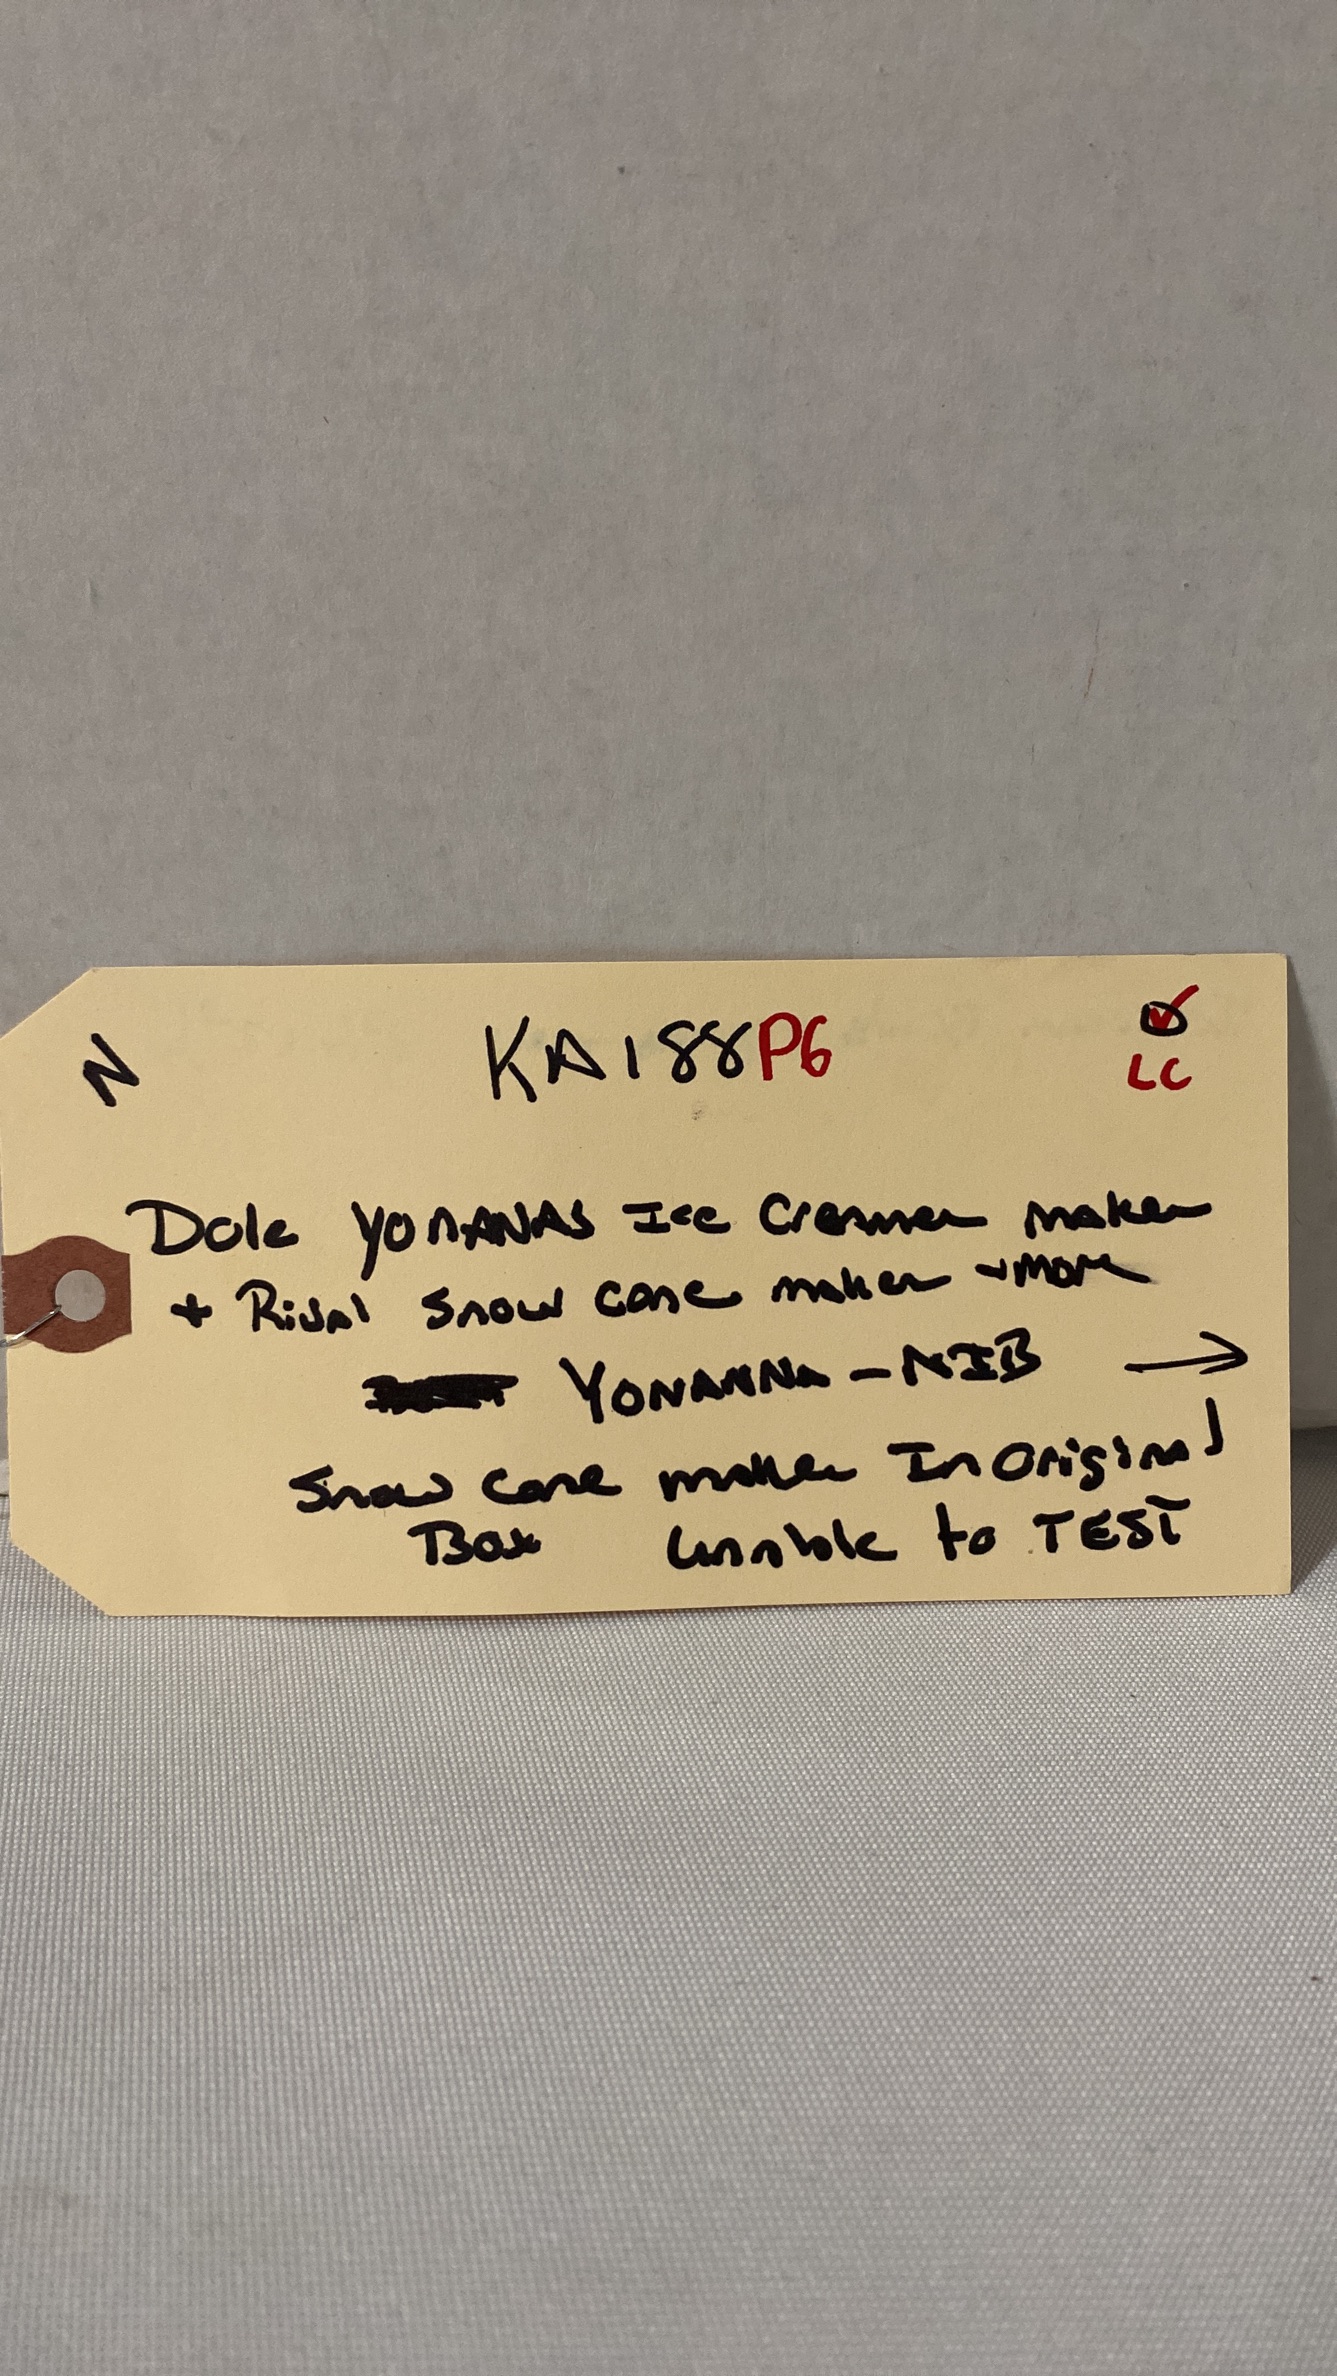 N
KA188P6
LC
Dole YONANAS Ice Creamer maker
+ Rival Snow cone maker + more
YONANNA - NIB →
Snow cone maker In Original
Box Unable to TEST